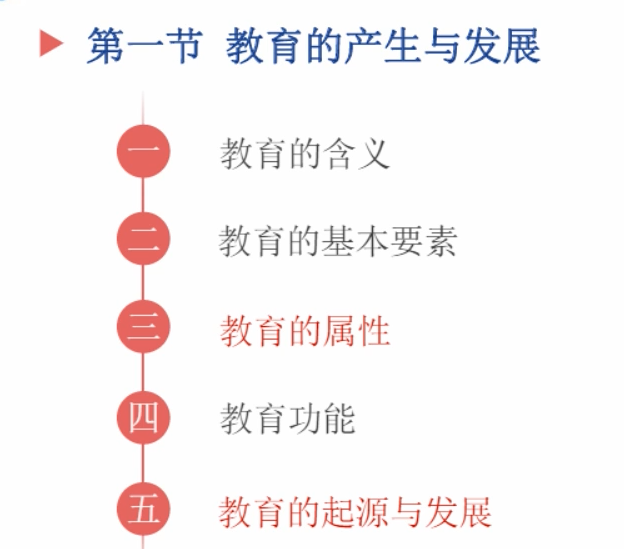 第一节 教育的产生与发展
一 教育的含义
二 教育的基本要素
三 教育的属性
四 教育功能
五 教育的起源与发展